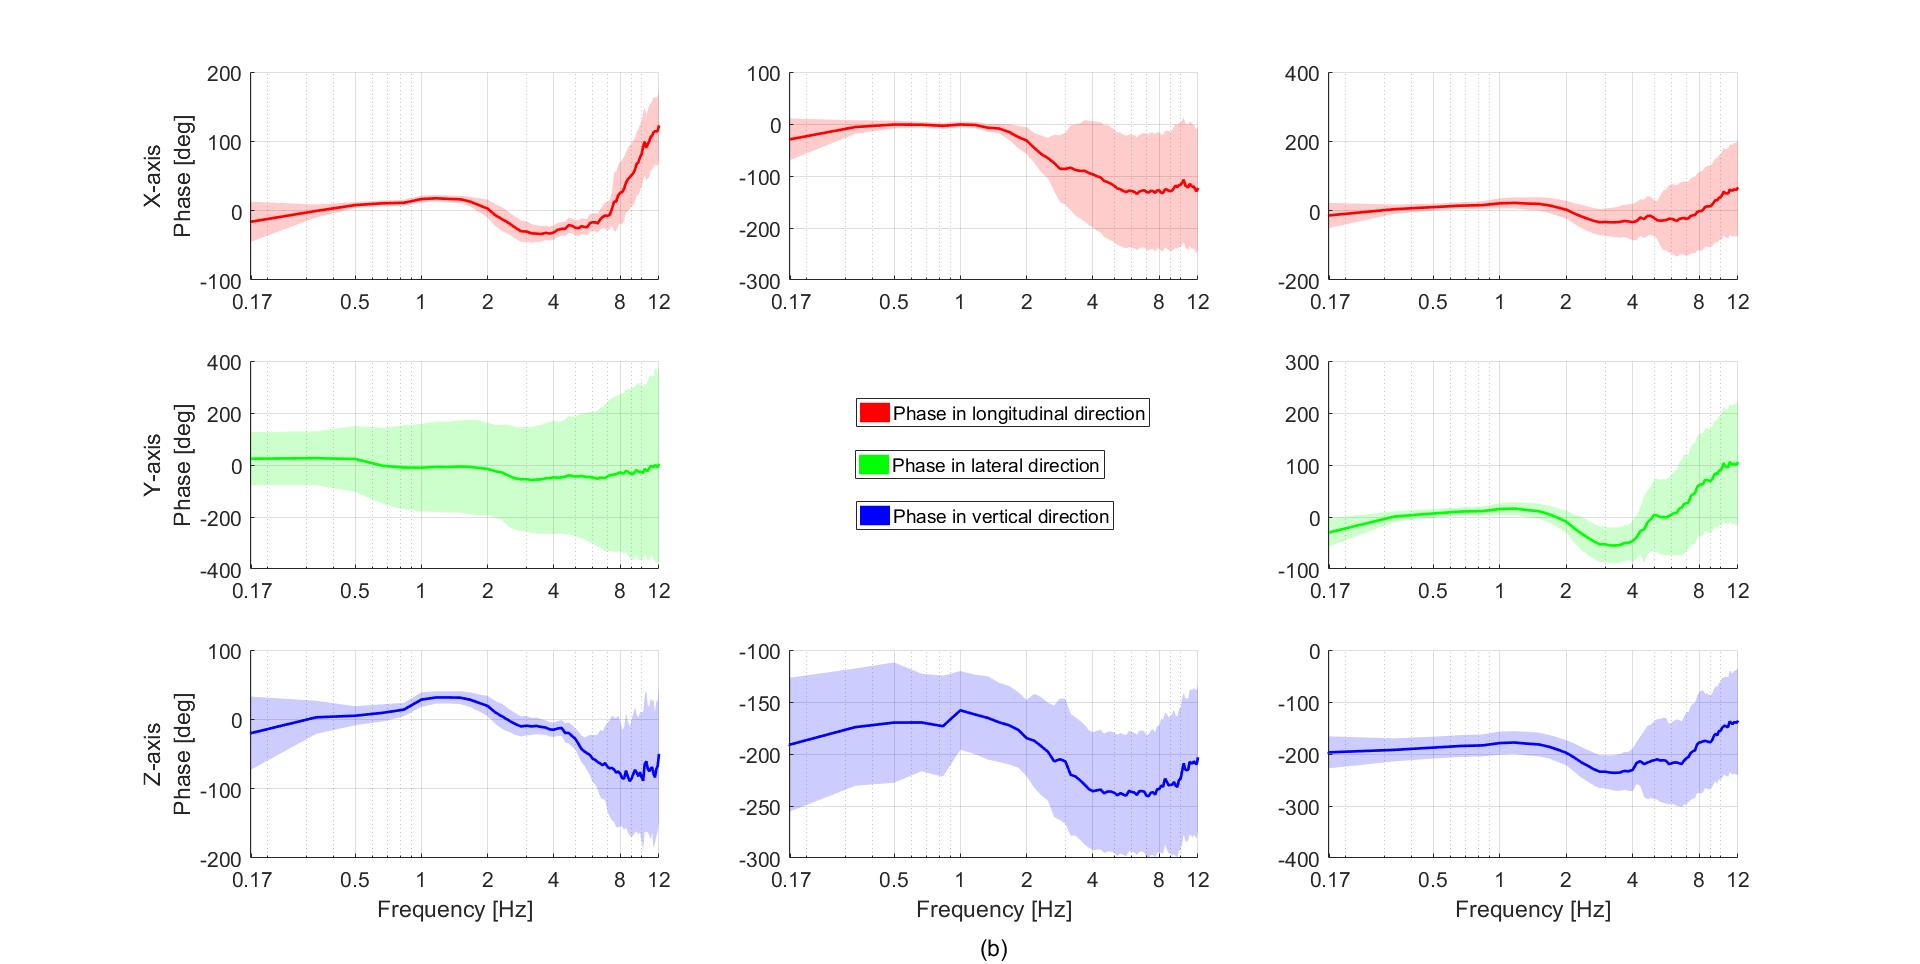 X-axis
Phase [deg]
200
100
0
-100
0.17 0.5 1 2 4 8 12
100
0
-100
-200
-300
0.17 0.5 1 2 4 8 12
400
200
0
-200
0.17 0.5 1 2 4 8 12
Y-axis
Phase [deg]
400
200
0
-200
-400
0.17 0.5 1 2 4 8 12
Phase in longitudinal direction
Phase in lateral direction
Phase in vertical direction
300
200
100
0
-100
0.17 0.5 1 2 4 8 12
Z-axis
Phase [deg]
100
0
-100
-200
0.17 0.5 1 2 4 8 12
Frequency [Hz]
-100
-150
-200
-250
-300
0.17 0.5 1 2 4 8 12
Frequency [Hz]
0
-100
-200
-300
-400
0.17 0.5 1 2 4 8 12
Frequency [Hz]
(b)